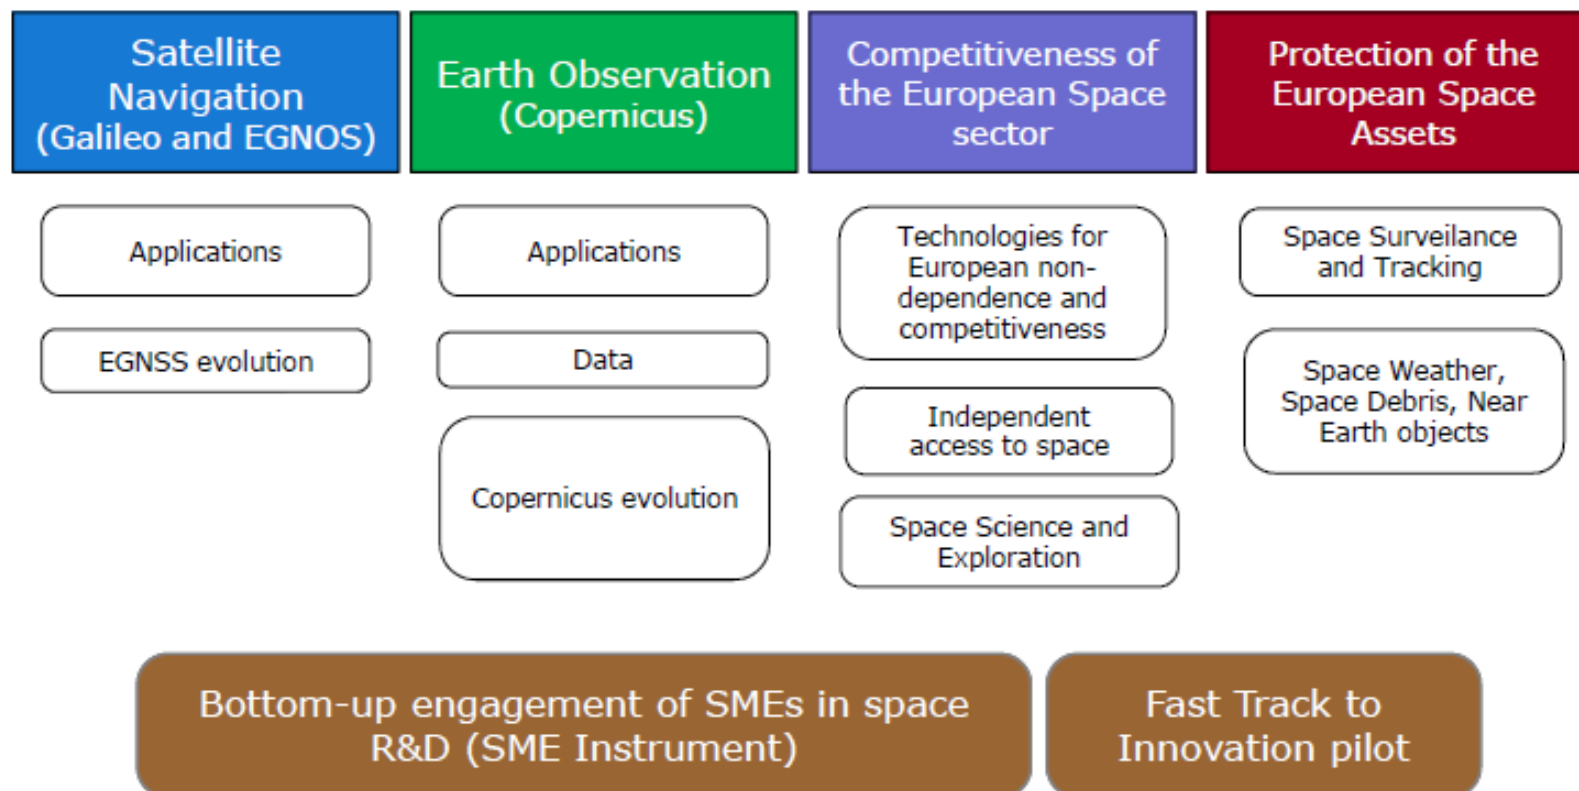 Satellite
Navigation
(Galileo and EGNOS)
Earth Observation
(Copernicus)
Competitiveness of
the European Space
sector
Protection of the
European Space
Assets
Applications
EGNSS evolution
Applications
Data
Copernicus evolution
Technologies for
European non-
dependence and
competitiveness
Independent
access to space
Space Science and
Exploration
Space Surveilance
and Tracking
Space Weather,
Space Debris, Near
Earth objects
Bottom-up engagement of SMEs in space
R&D (SME Instrument)
Fast Track to
Innovation pilot